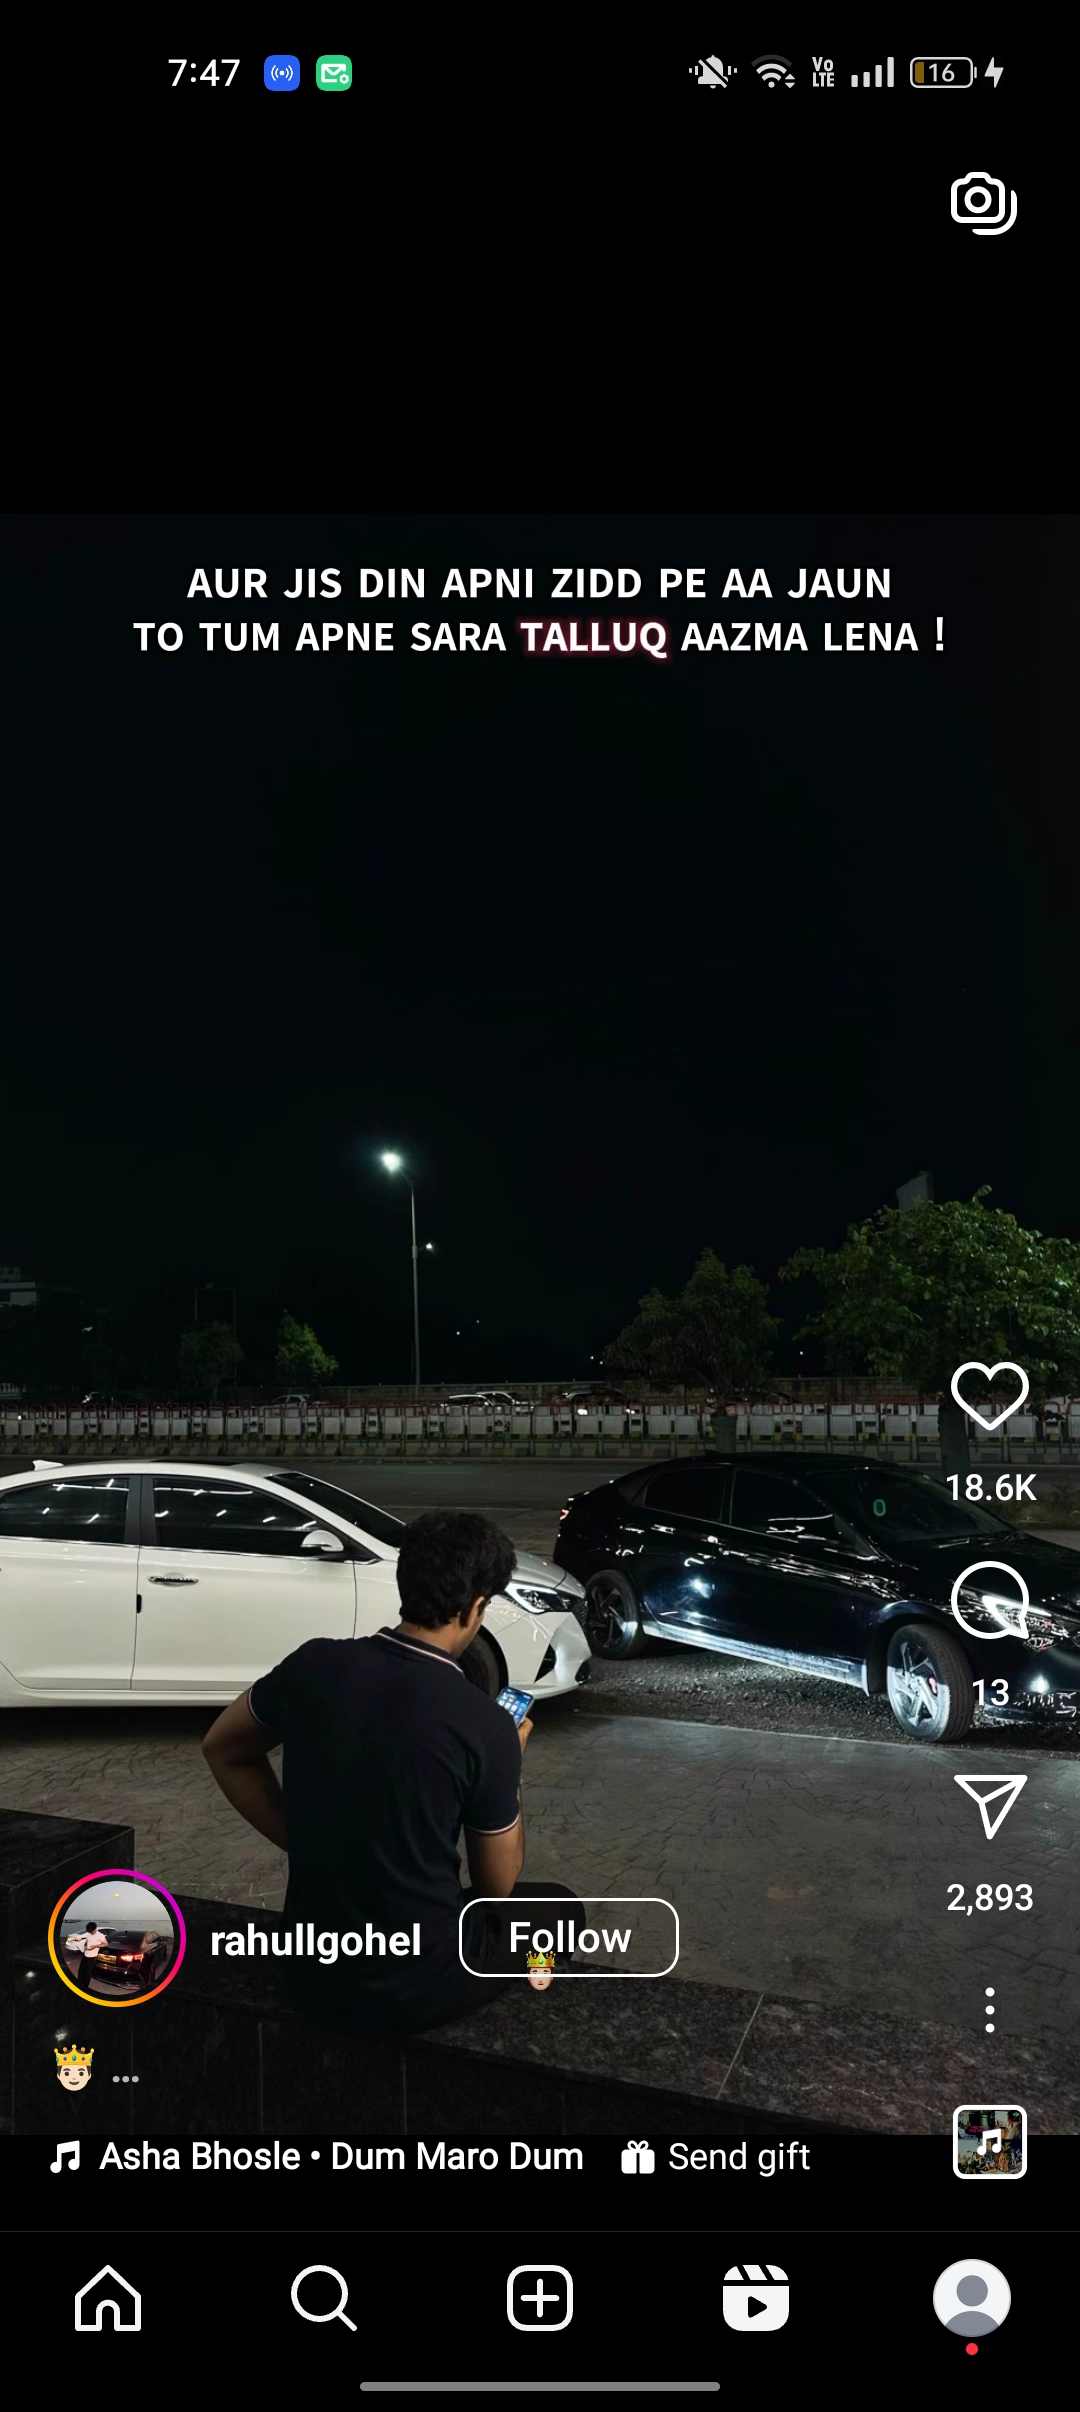 7:47
Vo
LTE
16
AUR JIS DIN APNI ZIDD PE AA JAUN
TO TUM APNE SARA TALLUQ AAZMA LENA !
18.6K
13
2,893
rahullgohel
Follow
...
Asha Bhosle • Dum Maro Dum
Send gift